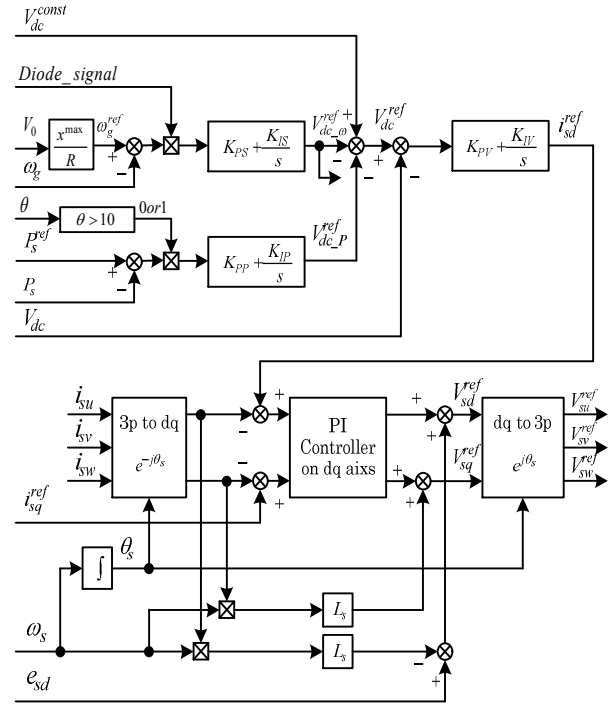 V_dc^const
Diode_signal
V_0
x^max
R
ω_g^ref
+
−
ω_g
K_PS + K_IS
s
V_dc_ω^ref
+
−
−
V_dc^ref
+
−
K_PV + K_IV
s
i_sd^ref
θ
θ >10
0or1
P_s^ref
+
−
K_PP + K_IP
s
V_dc_P^ref
P_s
V_dc
i_su
i_sv
i_sw
3p to dq
e^−jθ_s
+
−
−
+
PI
Controller
on dq aixs
+
+
+
+
V_sd^ref
V_sq^ref
dq to 3p
e^jθ_s
V_su^ref
V_sv^ref
V_sw^ref
i_sq^ref
∫
θ_s
L_s
ω_s
L_s
−
e_sd
+